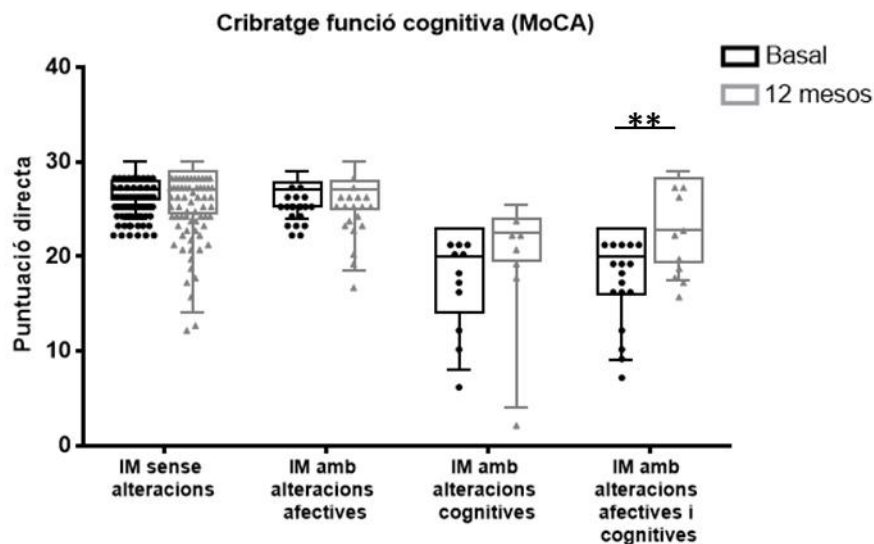 Cribratge funció cognitiva (MoCA)
Basal
12 mesos
**
Puntuació directa
40
30
20
10
0
IM sense
alteracions
IM amb
alteracions
afectives
IM amb
alteracions
cognitives
IM amb
alteracions
afectives i
cognitives